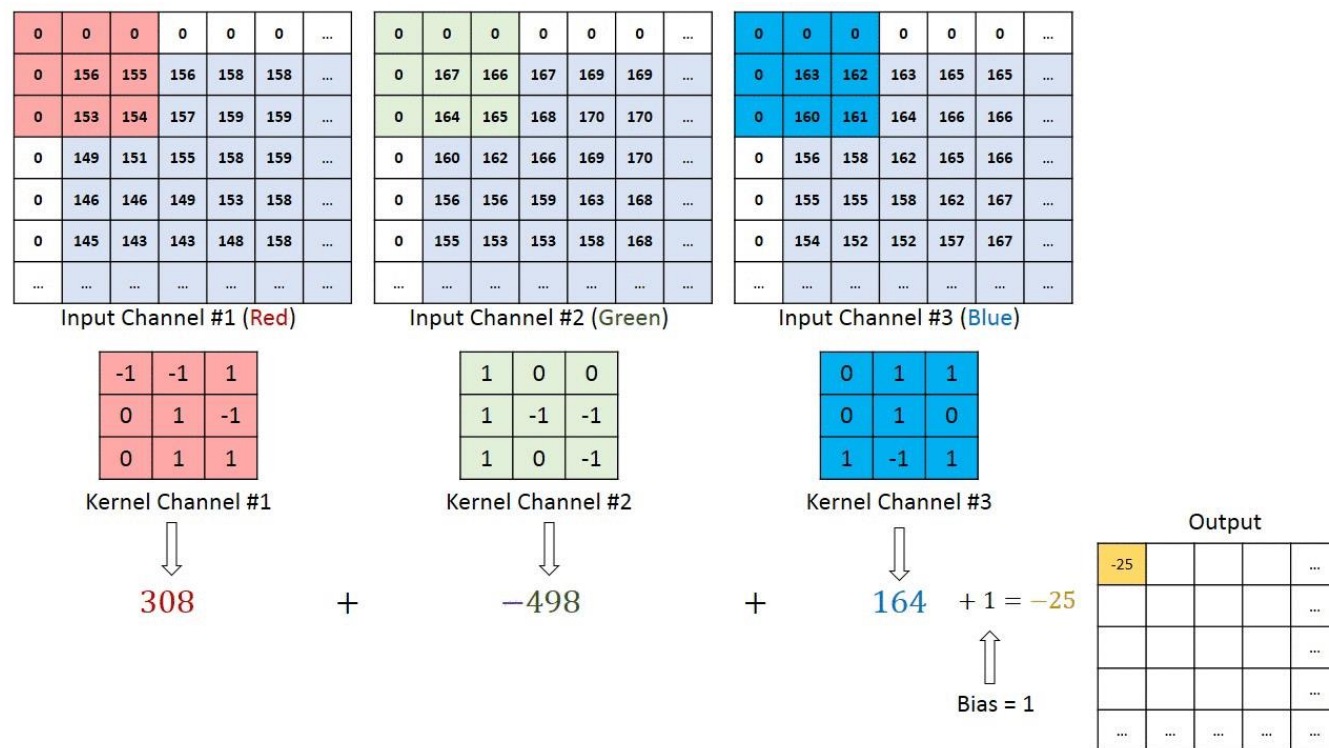 0 0 0 0 0 0 ... 0 0 0 0 0 0 ... 0 0 0 0 0 0 ...
0 156 155 156 158 158 ... 0 167 166 167 169 169 ... 0 163 162 163 165 165 ...
0 153 154 157 159 159 ... 0 164 165 168 170 170 ... 0 160 161 164 166 166 ...
0 149 151 155 158 159 ... 0 160 162 166 169 170 ... 0 156 158 162 165 166 ...
0 146 146 149 153 158 ... 0 156 156 159 163 168 ... 0 155 155 158 162 167 ...
0 145 143 143 148 158 ... 0 155 153 153 158 168 ... 0 154 152 152 157 167 ...
... ... ... ... ... ... ... ... ... ... ... ... ... ... ... ... ... ... ... ... ...
Input Channel #1 (Red) Input Channel #2 (Green) Input Channel #3 (Blue)
-1 -1 1 1 0 0 0 1 1
0 1 -1 1 -1 -1 0 1 0
0 1 1 1 0 -1 1 -1 1
Kernel Channel #1 Kernel Channel #2 Kernel Channel #3
Output
-25 ...
308 + −498 + 164 + 1 = −25
...
...
...
Bias = 1
... ... ... ... ...